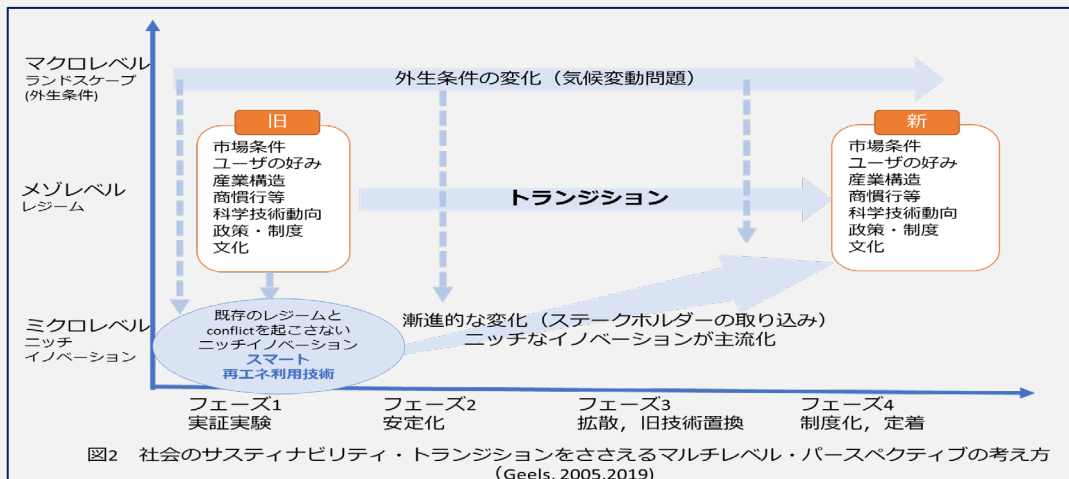 マクロレベル
ランドスケープ
(外生条件)
外生条件の変化（気候変動問題）
旧
市場条件
ユーザの好み
産業構造
商慣行等
科学技術動向
政策・制度
文化
新
市場条件
ユーザの好み
産業構造
商慣行等
科学技術動向
政策・制度
文化
メゾレベル
レジーム
トランジション
ミクロレベル
ニッチ
イノベーション
既存のレジームと
conflictを起こさない
ニッチイノベーション
スマート
再エネ利用技術
漸進的な変化（ステークホルダーの取り込み）
ニッチなイノベーションが主流化
フェーズ1
実証実験
フェーズ2
安定化
フェーズ3
拡散，旧技術置換
フェーズ4
制度化，定着
図2　社会のサスティナビリティ・トランジションをささえるマルチレベル・パースペクティブの考え方
（Geels, 2005,2019)